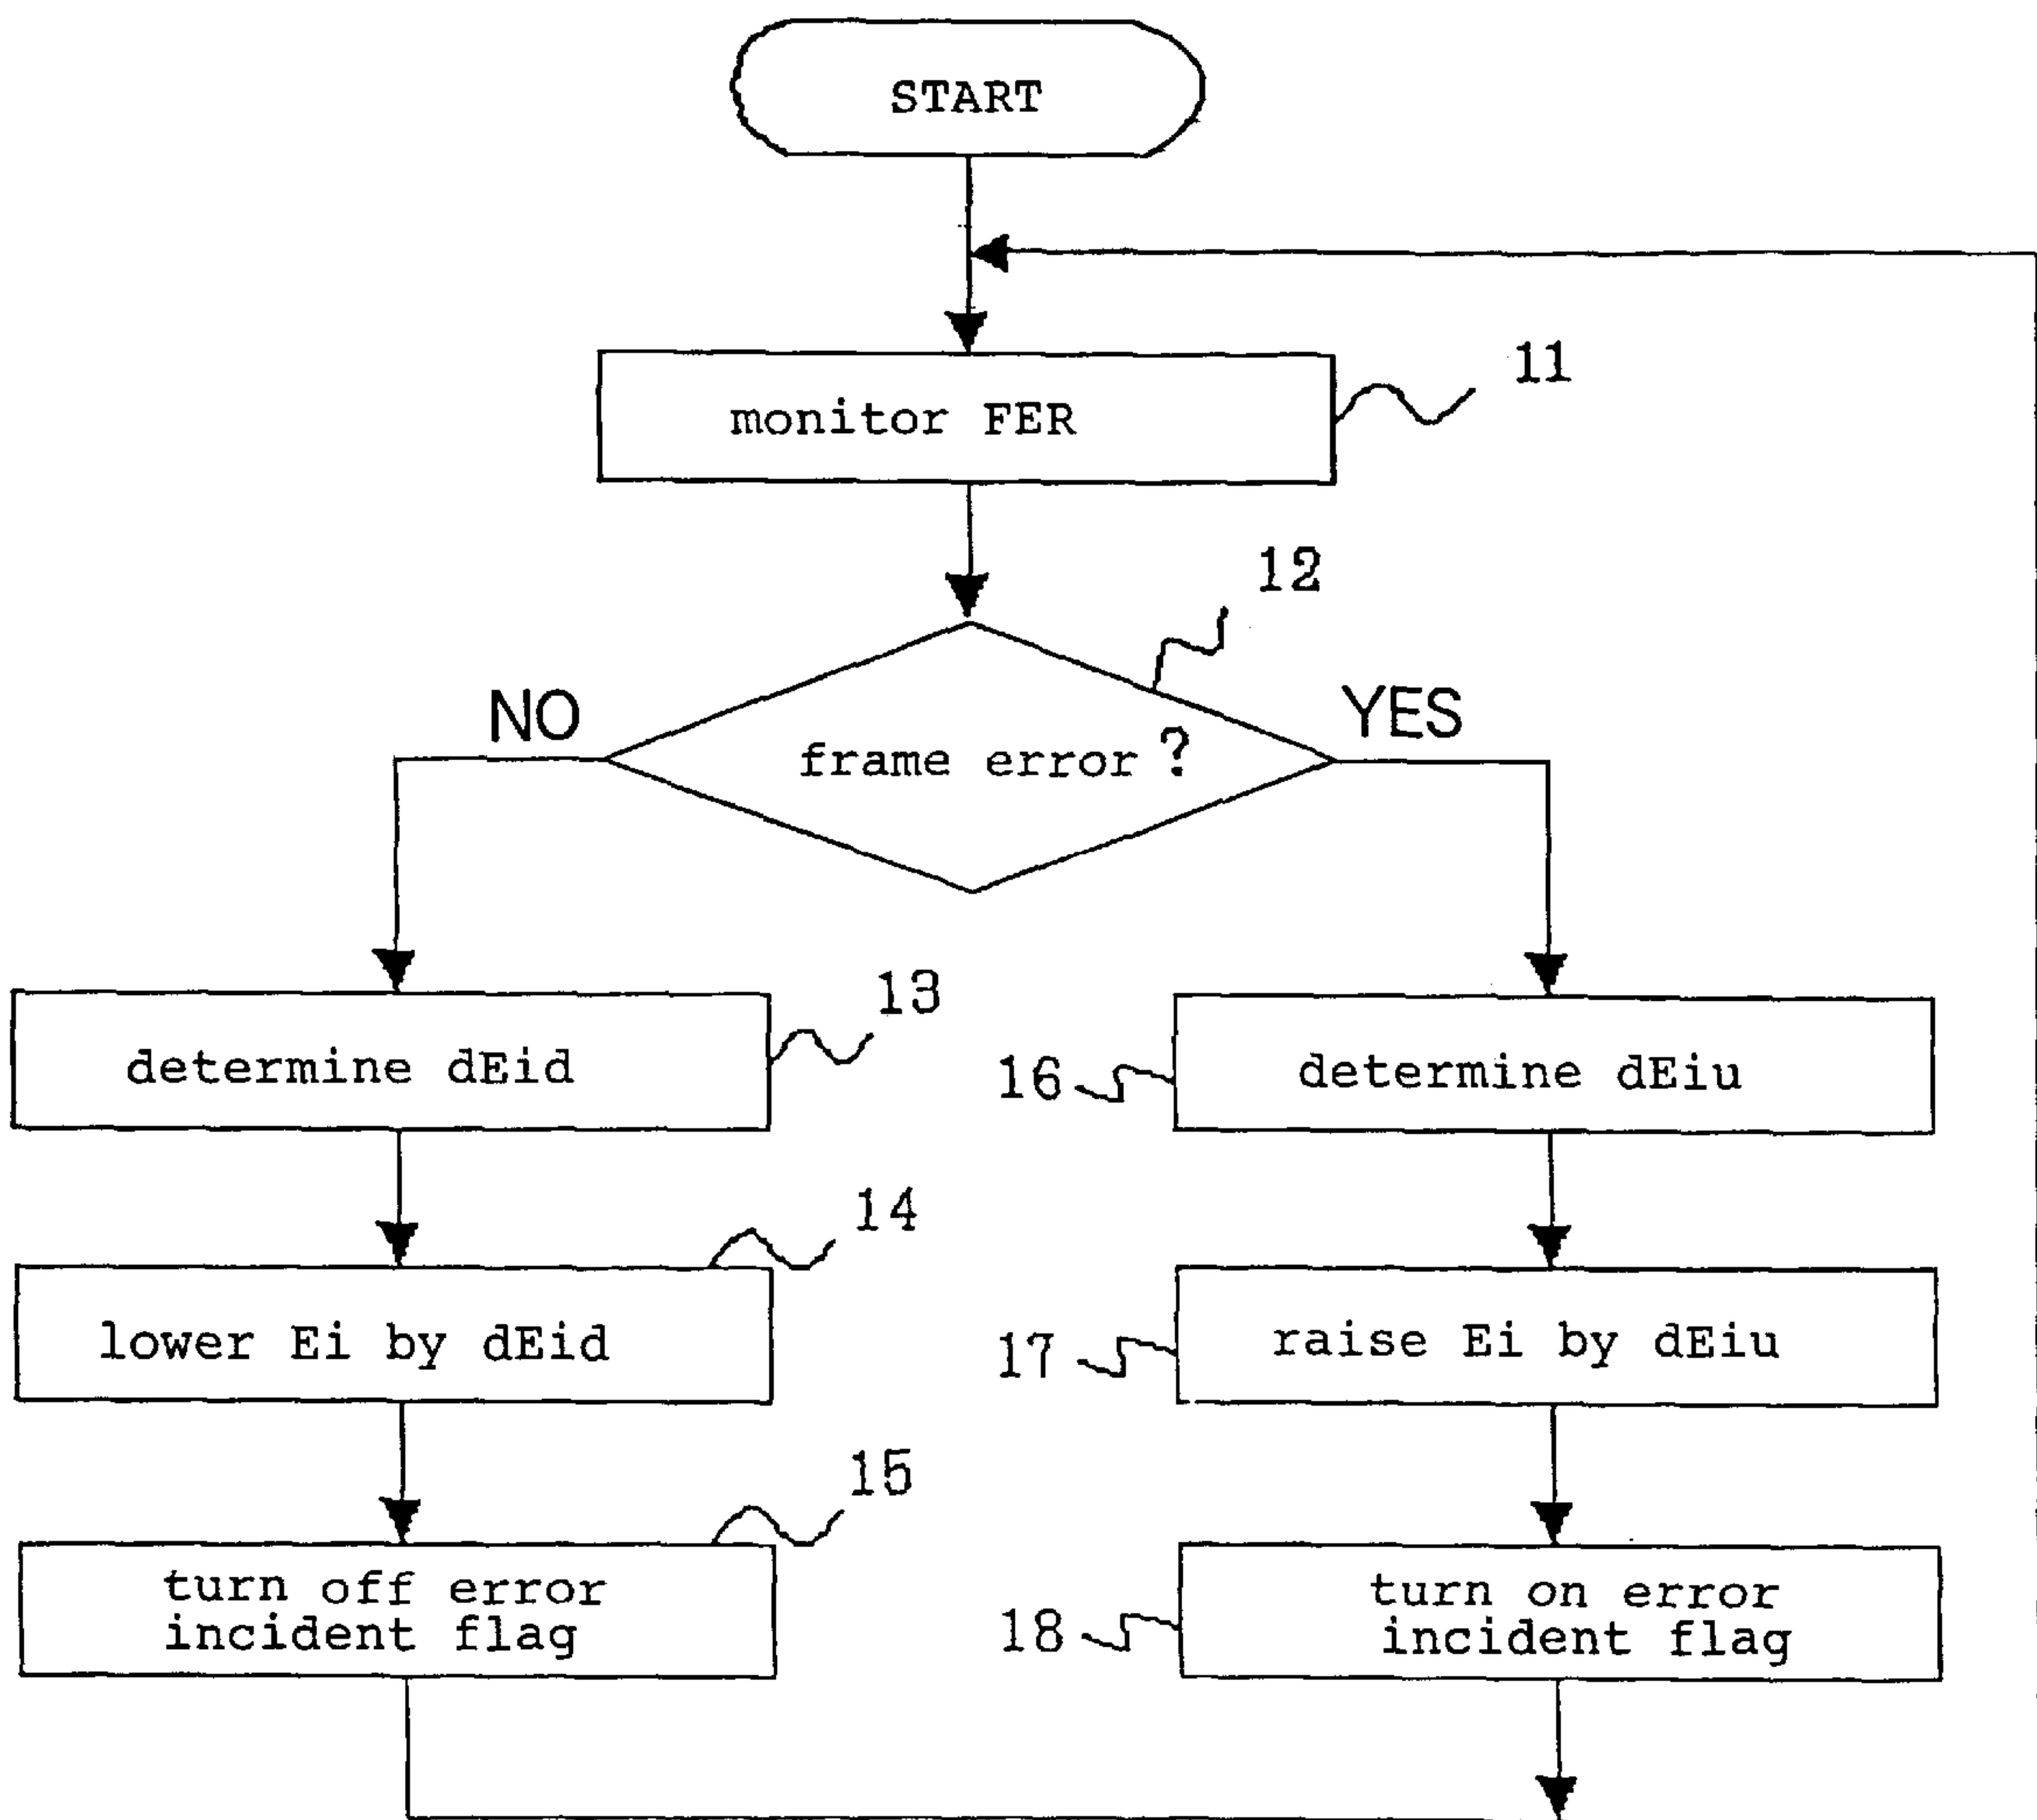 START
monitor FER
11
12
NO
YES
frame error ?
determine dEid
13
16
determine dEiu
14
lower Ei by dEid
17
raise Ei by dEiu
15
turn off error
incident flag
18
turn on error
incident flag